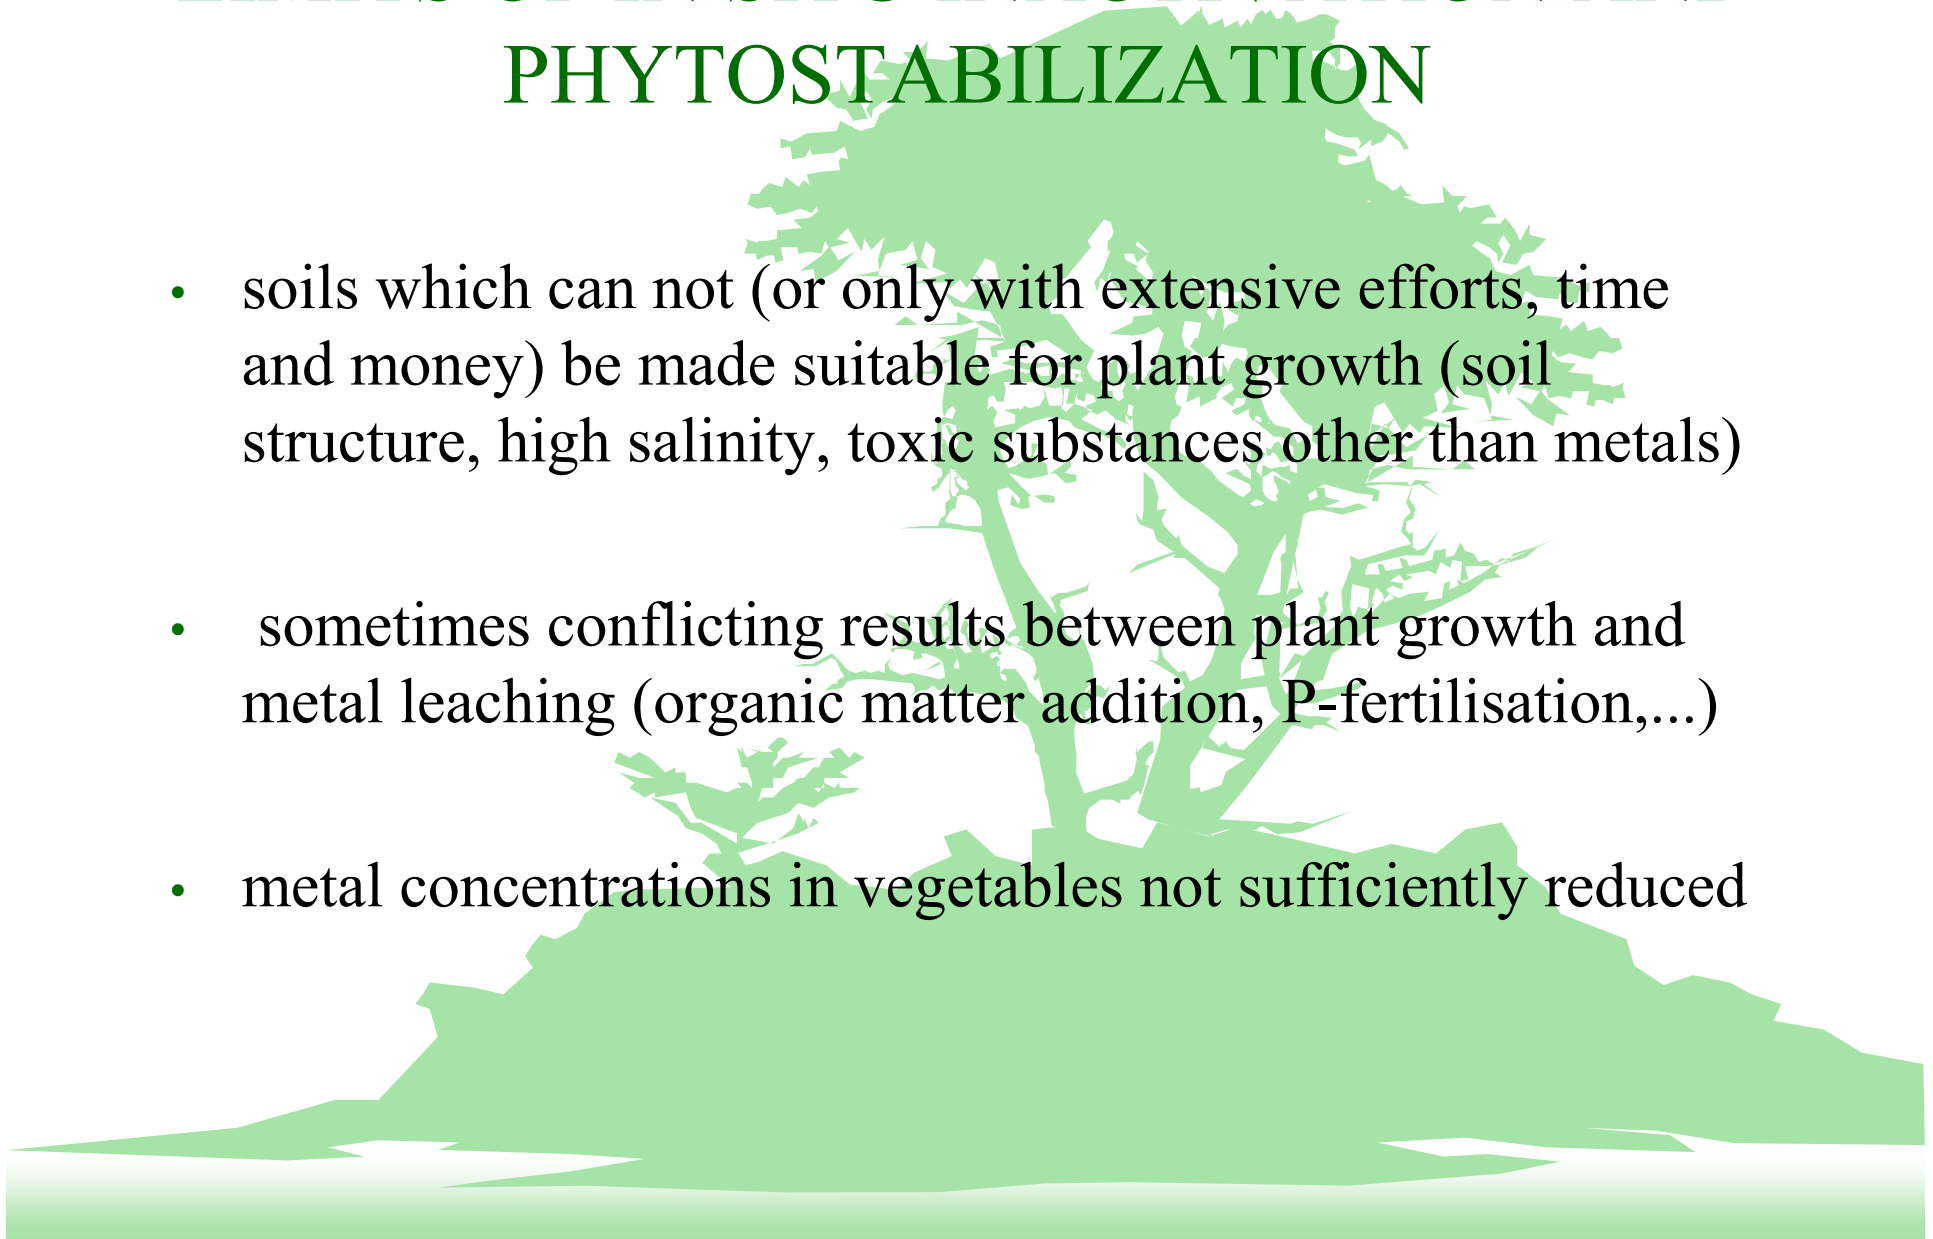 PHYTOSTABILIZATION
• soils which can not (or only with extensive efforts, time
and money) be made suitable for plant growth (soil
structure, high salinity, toxic substances other than metals)
• sometimes conflicting results between plant growth and
metal leaching (organic matter addition, P-fertilisation,...)
• metal concentrations in vegetables not sufficiently reduced